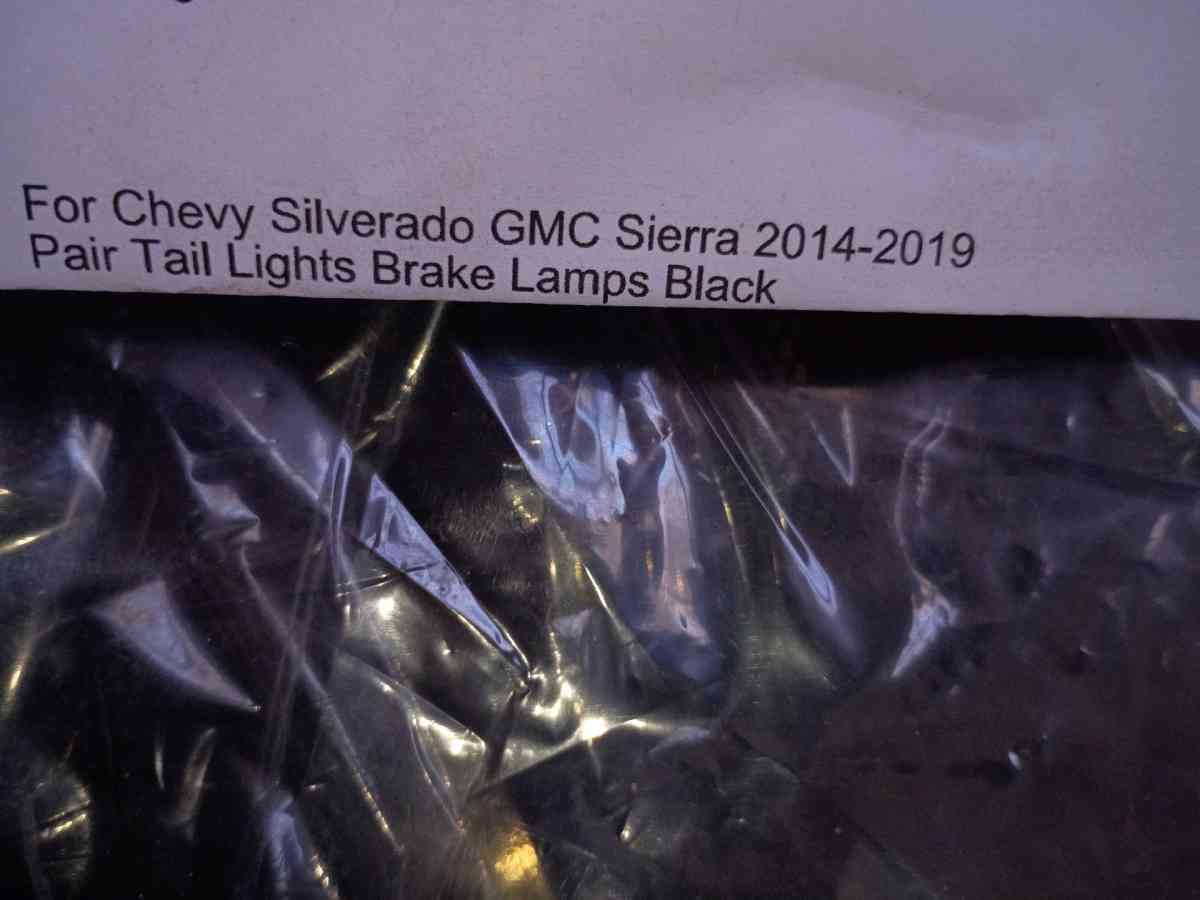 For Chevy Silverado GMC Sierra 2014-2019
Pair Tail Lights Brake Lamps Black